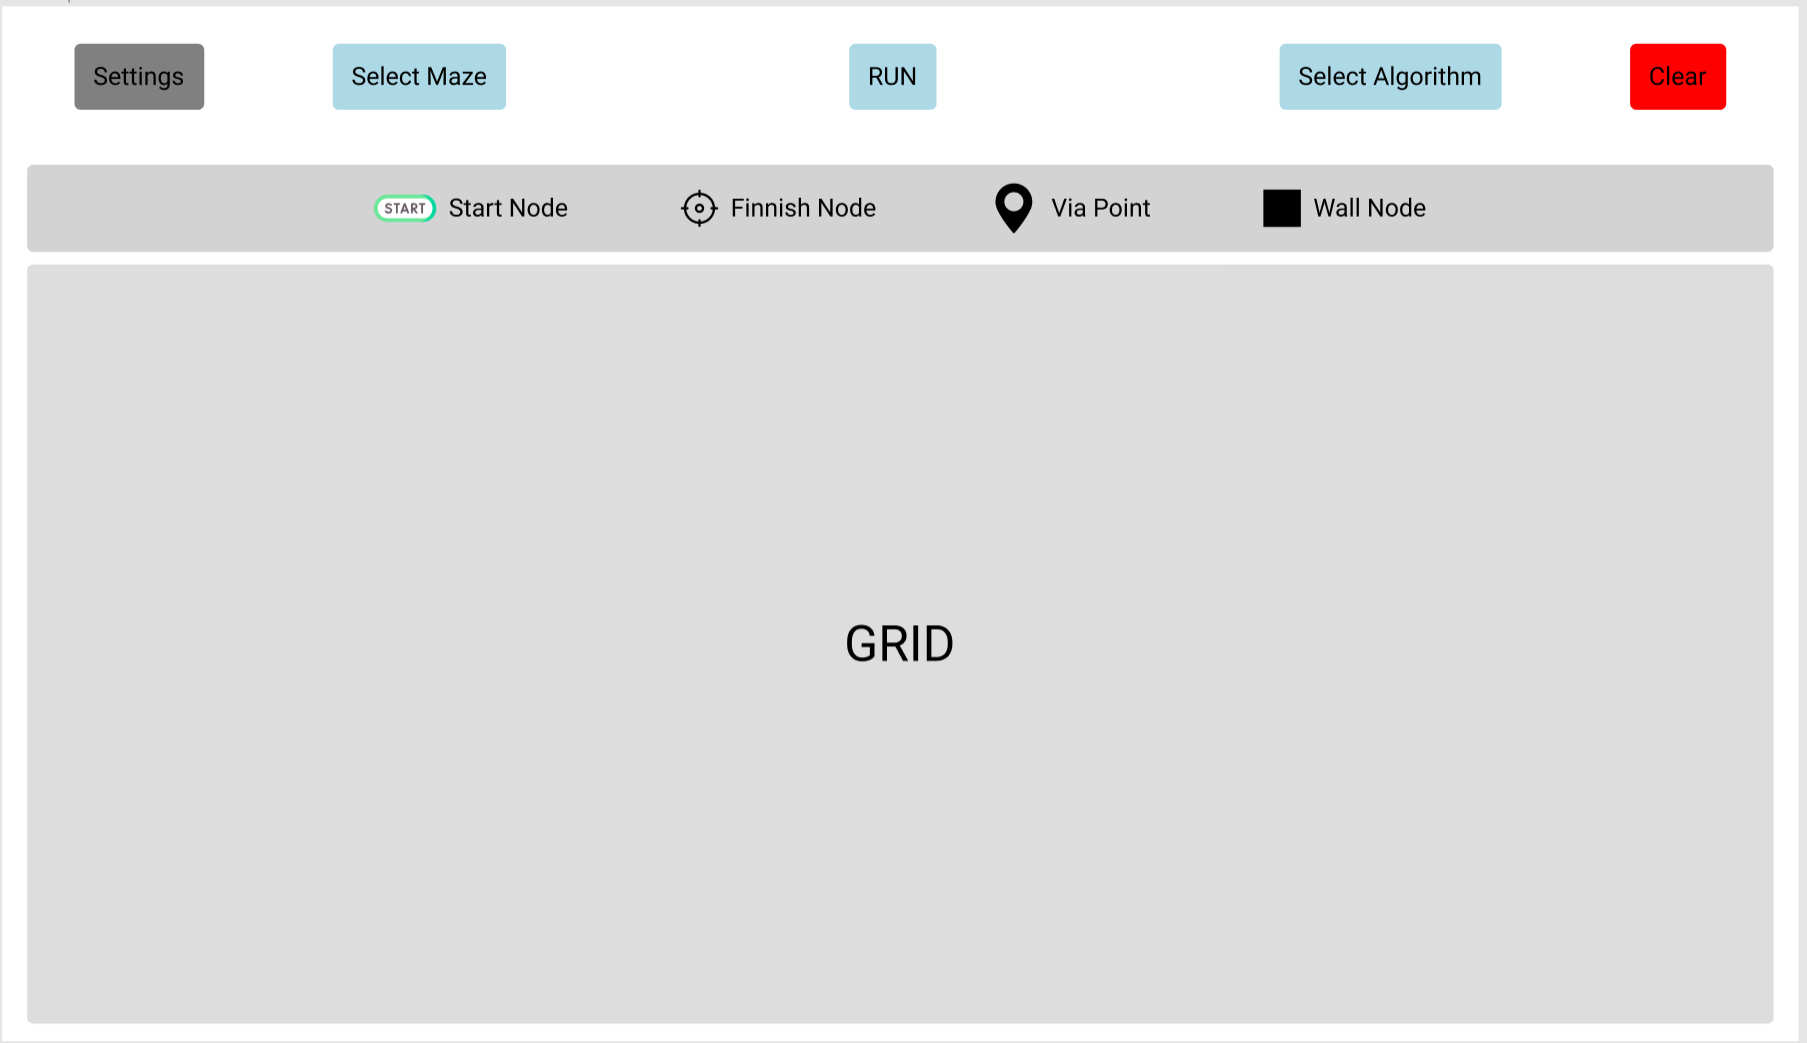 Settings
Select Maze
RUN
Select Algorithm
Clear
START Start Node
Finnish Node
Via Point
Wall Node
GRID